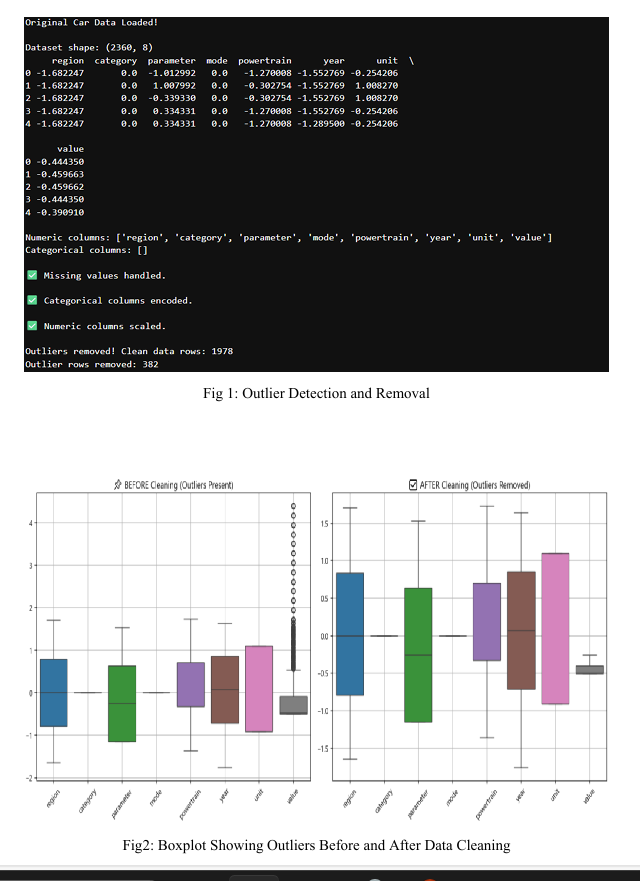 Original Car Data Loaded!
Dataset shape: (2360, 8)
region category parameter mode powertrain year unit \
0 -1.682247 0.0 -1.012992 0.0 -1.270008 -1.552769 -0.254206
1 -1.682247 0.0 1.007992 0.0 -0.302754 -1.552769 1.008270
2 -1.682247 0.0 -0.339330 0.0 -0.302754 -1.552769 1.008270
3 -1.682247 0.0 0.334331 0.0 -1.270008 -1.552769 -0.254206
4 -1.682247 0.0 0.334331 0.0 -1.270008 -1.289500 -0.254206
value
0 -0.444350
1 -0.459663
2 -0.459662
3 -0.444350
4 -0.390910
Numeric columns: ['region', 'category', 'parameter', 'mode', 'powertrain', 'year', 'unit', 'value']
Categorical columns: []
✅ Missing values handled.
✅ Categorical columns encoded.
✅ Numeric columns scaled.
Outliers removed! Clean data rows: 1978
Outlier rows removed: 382
Fig 1: Outlier Detection and Removal
📌 BEFORE Cleaning (Outliers Present)
4
3
2
1
0
-1
-2
region
category
parameter
mode
powertrain
year
unit
value
☑ AFTER Cleaning (Outliers Removed)
1.5
1.0
0.5
0.0
-0.5
-1.0
-1.5
region
category
parameter
mode
powertrain
year
unit
value
Fig2: Boxplot Showing Outliers Before and After Data Cleaning